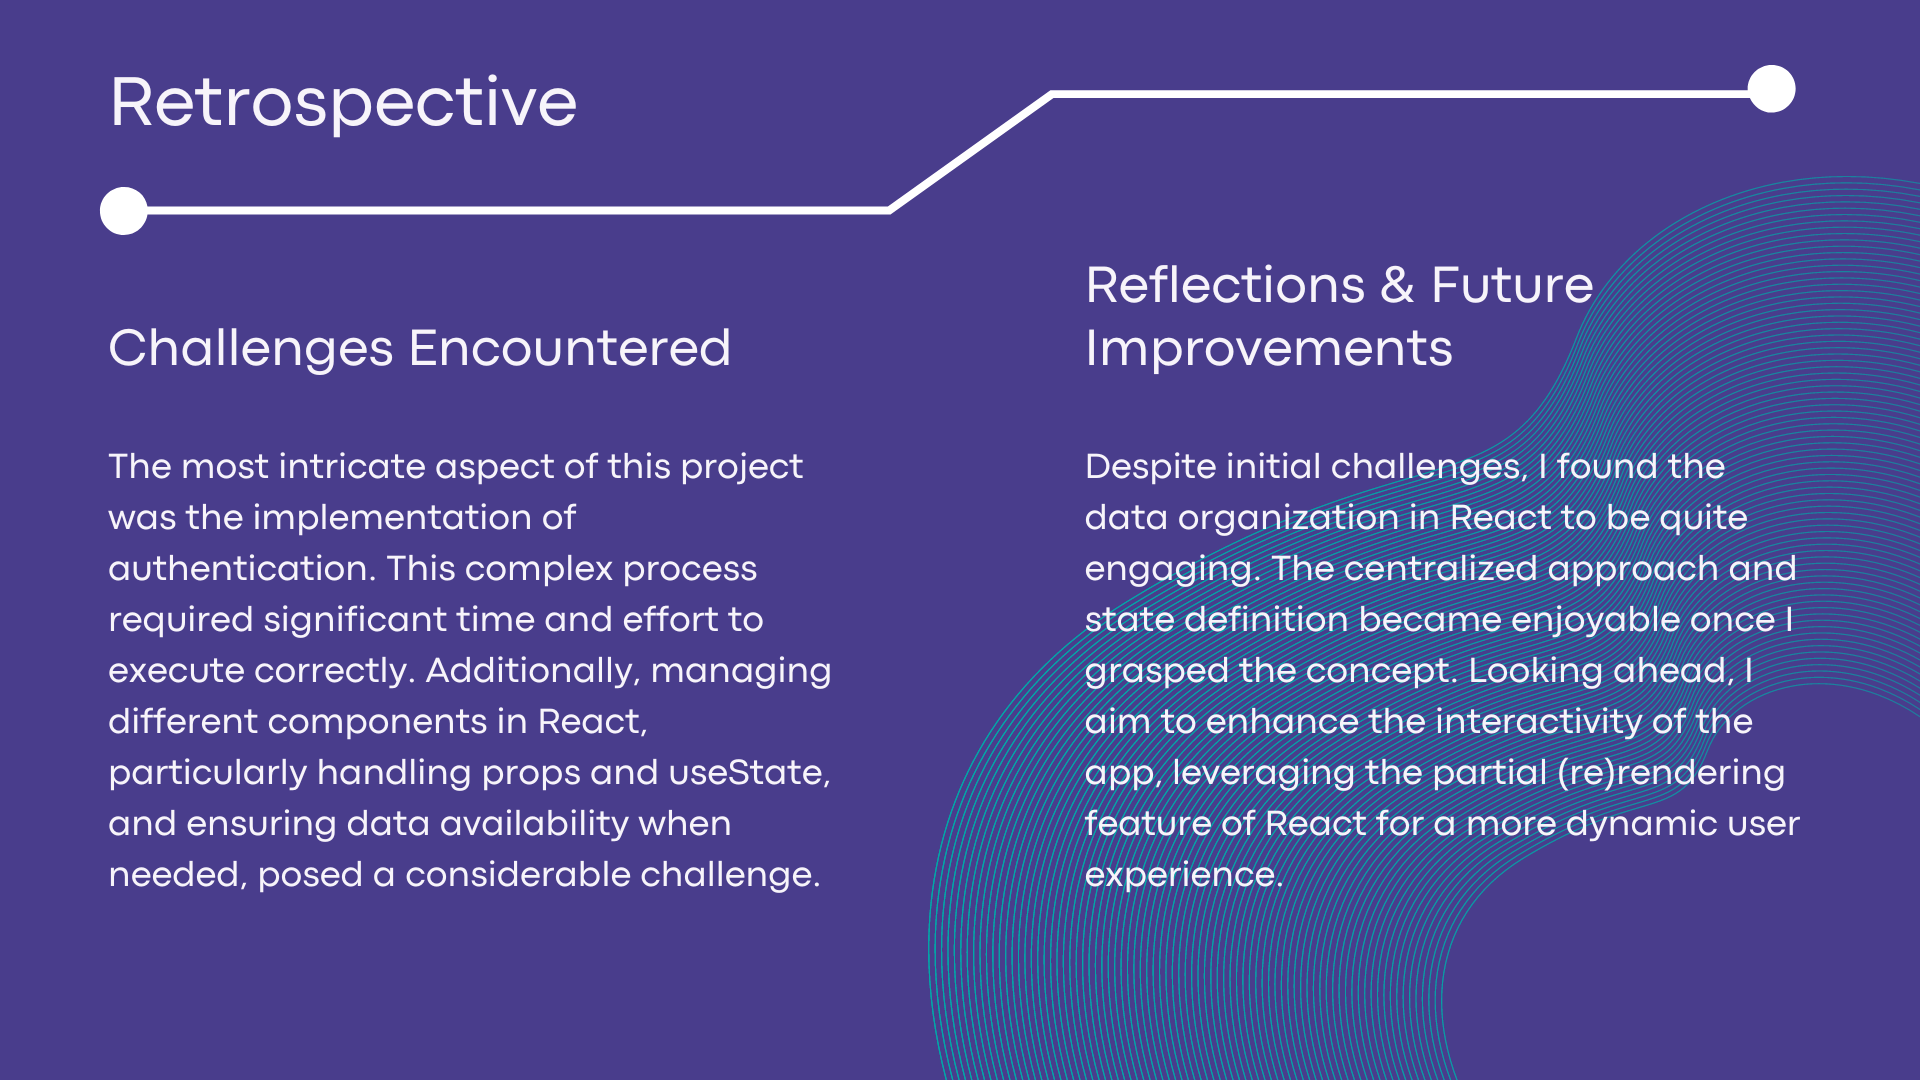 Retrospective
Challenges Encountered
The most intricate aspect of this project
was the implementation of
authentication. This complex process
required significant time and effort to
execute correctly. Additionally, managing
different components in React,
particularly handling props and useState,
and ensuring data availability when
needed, posed a considerable challenge.
Reflections & Future
Improvements
Despite initial challenges, I found the
data organization in React to be quite
engaging. The centralized approach and
state definition became enjoyable once I
grasped the concept. Looking ahead, I
aim to enhance the interactivity of the
app, leveraging the partial (re)rendering
feature of React for a more dynamic user
experience.